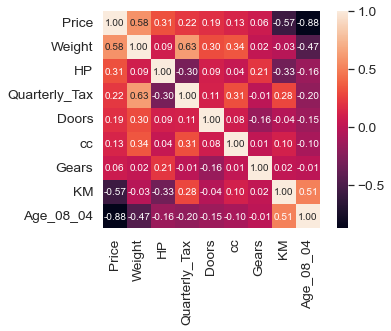 Price 1.00 0.58 0.31 0.22 0.19 0.13 0.06 -0.57 -0.88
Weight 0.58 1.00 0.09 0.63 0.30 0.34 0.02 -0.03 -0.47
HP 0.31 0.09 1.00 -0.30 0.09 0.04 0.21 -0.33 -0.16
Quarterly_Tax 0.22 0.63 -0.30 1.00 0.11 0.31 -0.01 0.28 -0.20
Doors 0.19 0.30 0.09 0.11 1.00 0.08 -0.16 -0.04 -0.15
cc 0.13 0.34 0.04 0.31 0.08 1.00 0.01 0.10 -0.10
Gears 0.06 0.02 0.21 -0.01 -0.16 0.01 1.00 0.02 -0.01
KM -0.57 -0.03 -0.33 0.28 -0.04 0.10 0.02 1.00 0.51
Age_08_04 -0.88 -0.47 -0.16 -0.20 -0.15 -0.10 -0.01 0.51 1.00
Price Weight HP Quarterly_Tax Doors cc Gears KM Age_08_04
1.0
0.5
0.0
−0.5